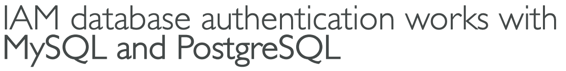 IAM database authentication works with
MySQL and PostgreSQL